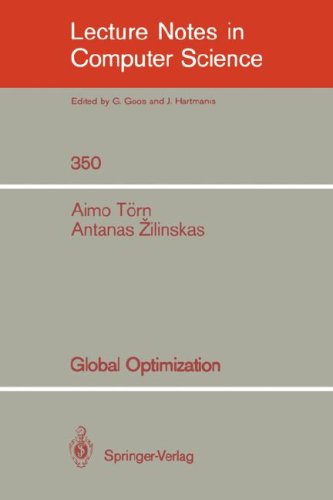 Lecture Notes in
Computer Science
Edited by G. Goos and J. Hartmanis
350
Aimo Törn
Antanas Žilinskas
Global Optimization
Springer-Verlag